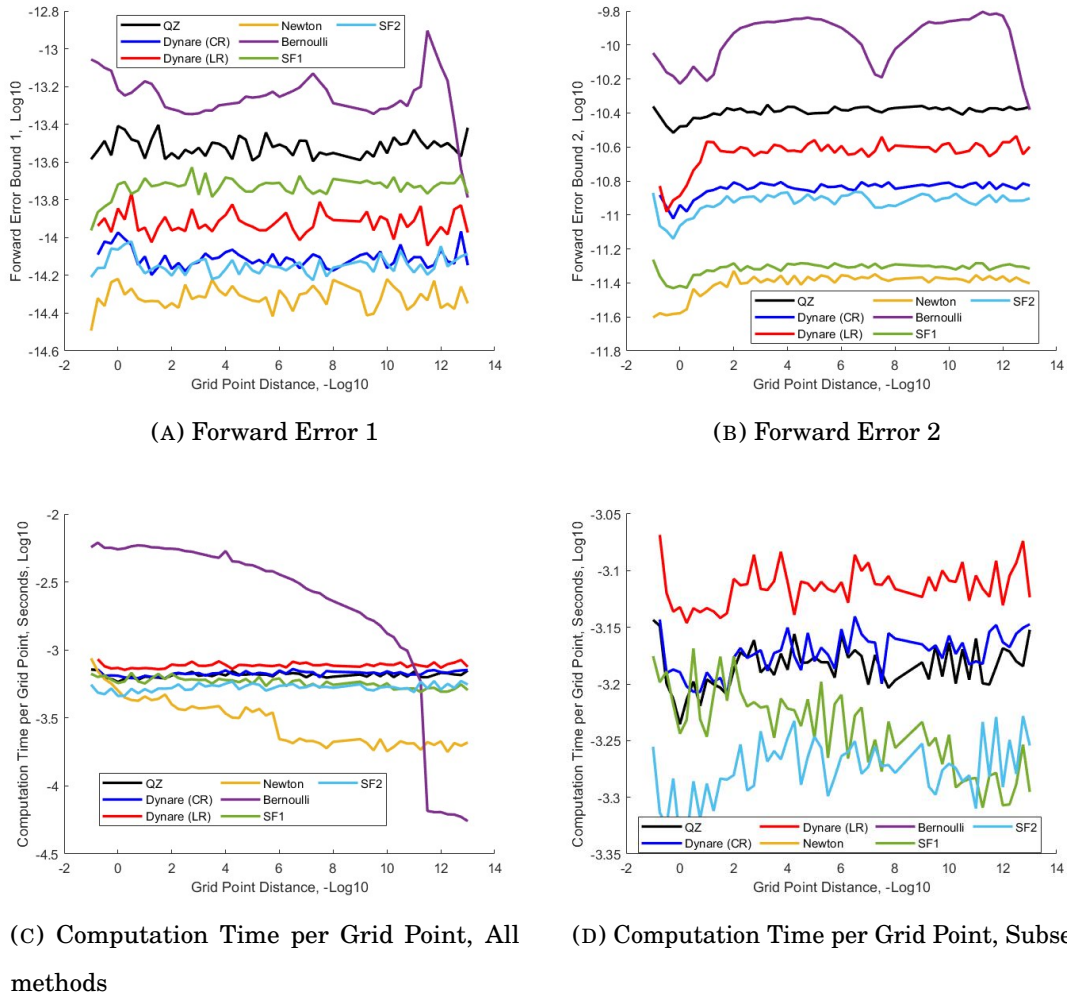 -12.8
-13
-13.2
-13.4
-13.6
-13.8
-14
-14.2
-14.4
-14.6
Forward Error Bound 1, Log10
QZ Newton SF2
Dynare (CR) Bernoulli
Dynare (LR) SF1
-2 0 2 4 6 8 10 12 14
Grid Point Distance, -Log10
(A) Forward Error 1
-9.8
-10
-10.2
-10.4
-10.6
-10.8
-11
-11.2
-11.4
-11.6
-11.8
Forward Error Bound 2, Log10
QZ Newton SF2
Dynare (CR) Bernoulli
Dynare (LR) SF1
-2 0 2 4 6 8 10 12 14
Grid Point Distance, -Log10
(B) Forward Error 2
-2
-2.5
-3
-3.5
-4
-4.5
Computation Time per Grid Point, Seconds, Log10
QZ Newton SF2
Dynare (CR) Bernoulli
Dynare (LR) SF1
-2 0 2 4 6 8 10 12 14
Grid Point Distance, -Log10
(C) Computation Time per Grid Point, All
methods
-3.05
-3.1
-3.15
-3.2
-3.25
-3.3
-3.35
Computation Time per Grid Point, Seconds, Log10
QZ Dynare (LR) Bernoulli SF2
Dynare (CR) Newton SF1
-2 0 2 4 6 8 10 12 14
Grid Point Distance, -Log10
(D) Computation Time per Grid Point, Subse